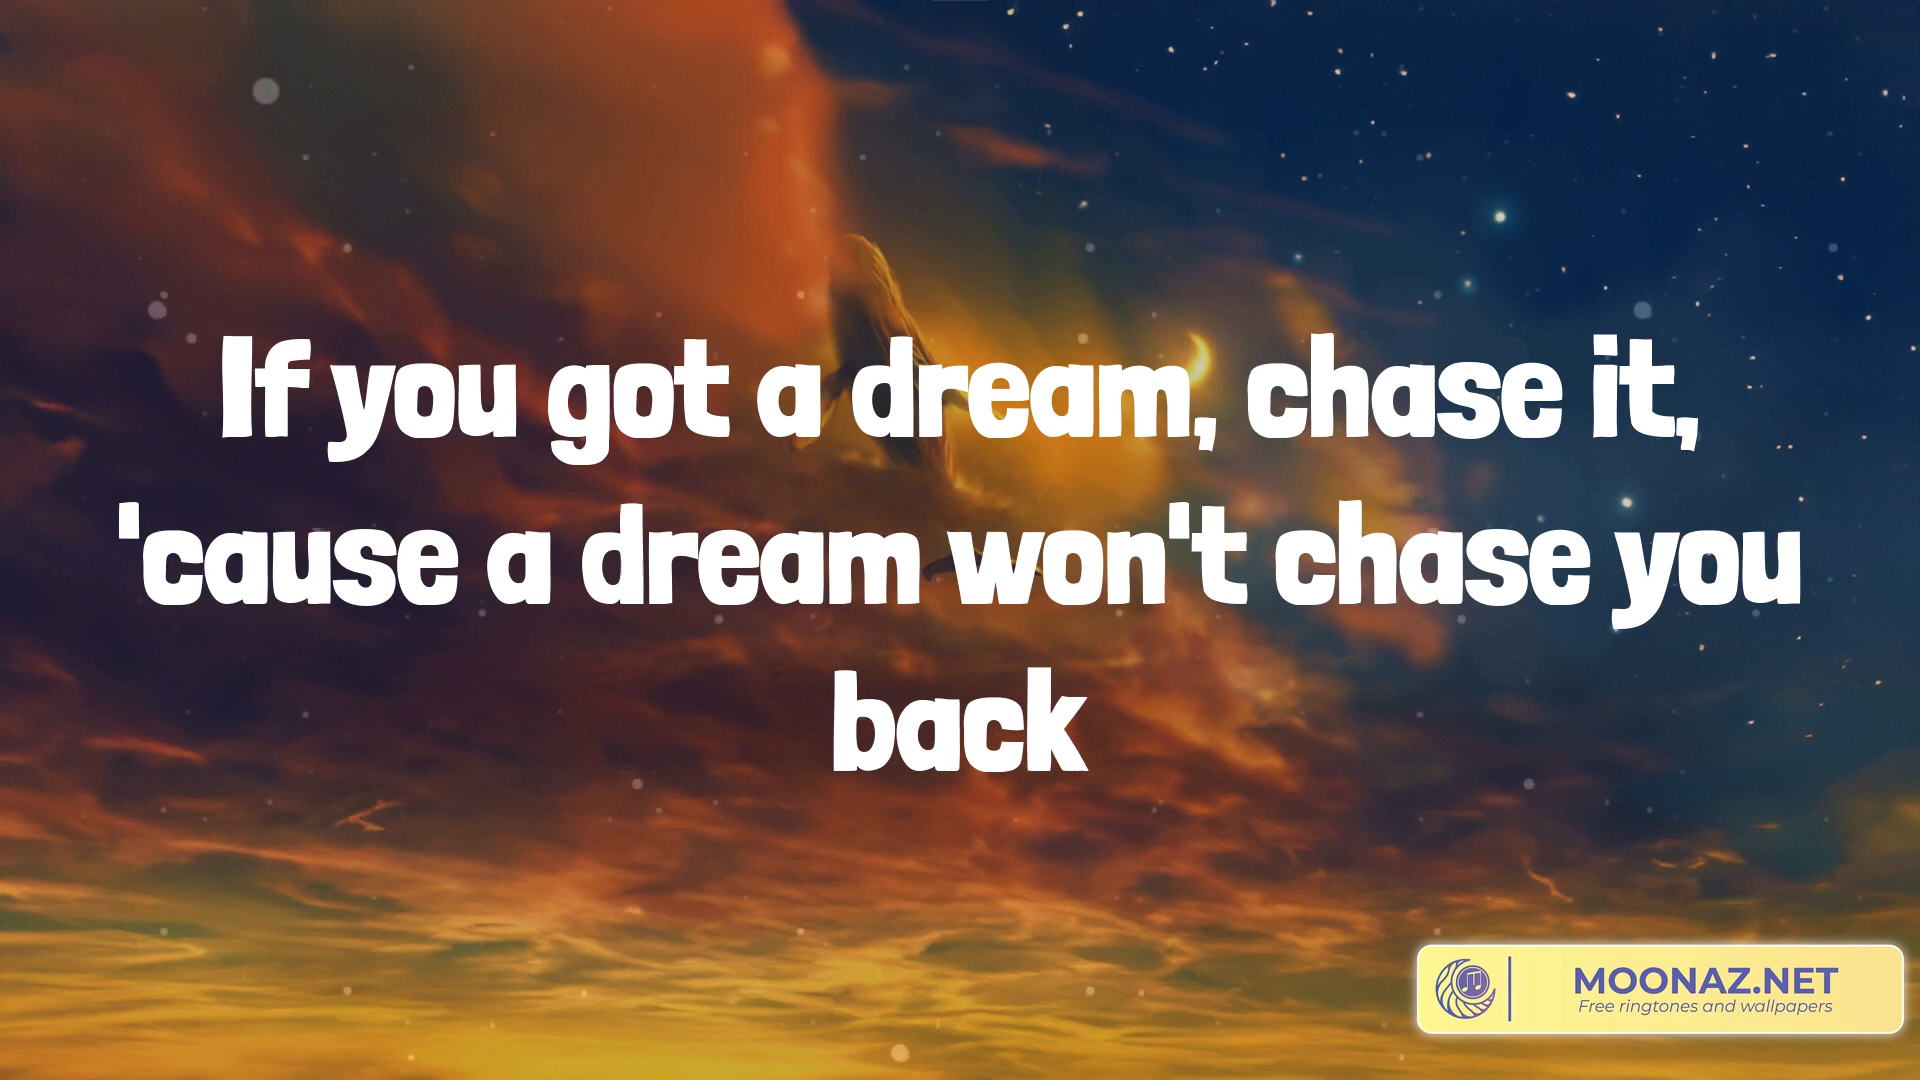 If you got a dream, chase it,
'cause a dream won't chase you
back
MOONAZ.NET
Free ringtones and wallpapers